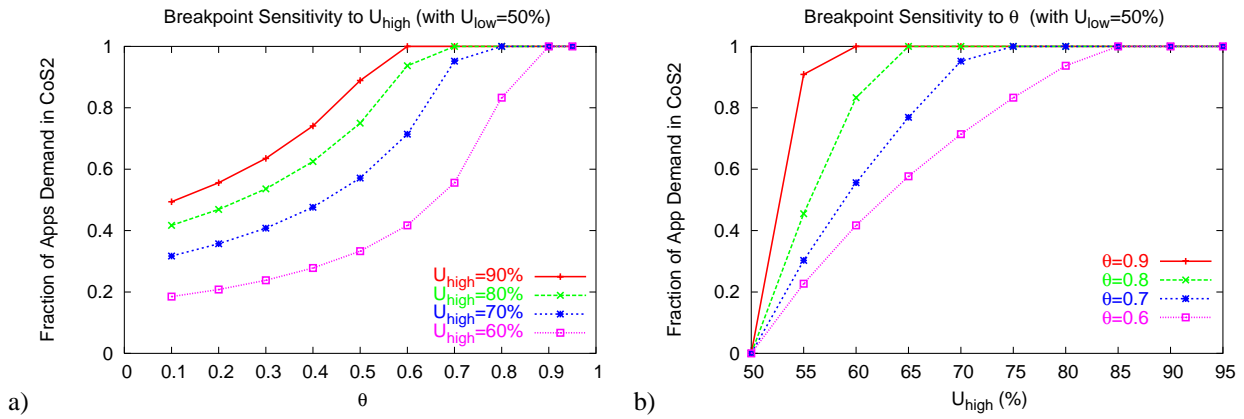 Breakpoint Sensitivity to U_high (with U_low=50%)
1
0.8
0.6
0.4
0.2
0
Fraction of Apps Demand in CoS2
U_high=90%
U_high=80%
U_high=70%
U_high=60%
0.1 0.2 0.3 0.4 0.5 0.6 0.7 0.8 0.9 1
θ
a)
Breakpoint Sensitivity to θ (with U_low=50%)
1
0.8
0.6
0.4
0.2
0
Fraction of App Demand in CoS2
θ=0.9
θ=0.8
θ=0.7
θ=0.6
50 55 60 65 70 75 80 85 90 95
U_high (%)
b)